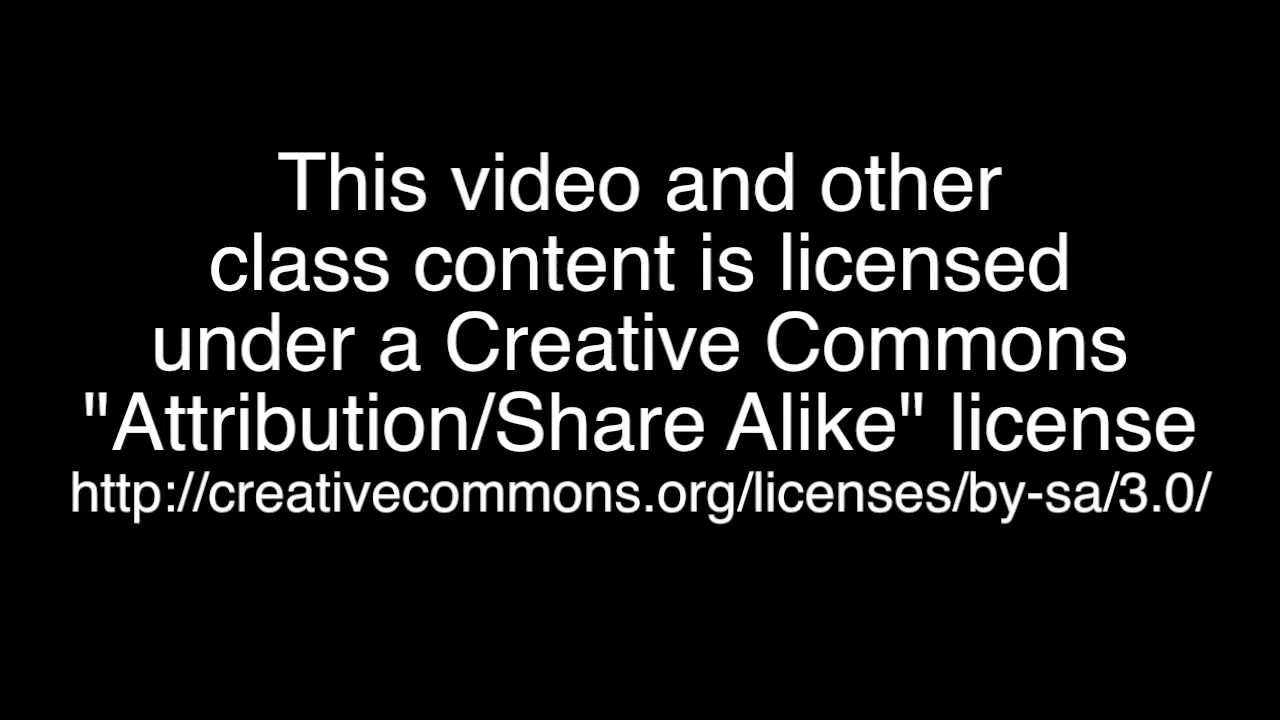 This video and other
class content is licensed
under a Creative Commons
"Attribution/Share Alike" license
http://creativecommons.org/licenses/by-sa/3.0/